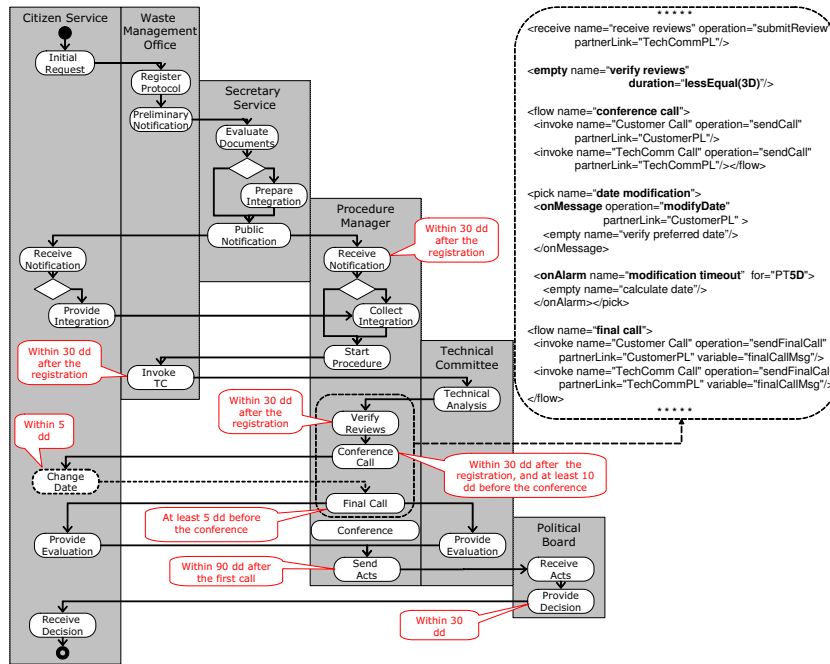 Citizen Service
Waste
Management
Office
Initial
Request
Register
Protocol
Preliminary
Notification
Secretary
Service
Evaluate
Documents
Prepare
Integration
Public
Notification
Procedure
Manager
Within 30 dd
after the
registration
Receive
Notification
Receive
Notification
Provide
Integration
Collect
Integration
Start
Procedure
Within 30 dd
after the
registration
Invoke
TC
Technical
Committee
Technical
Analysis
Within 30 dd
after the
registration
Verify
Reviews
Within 5
dd
Conference
Call
Within 30 dd after the
registration, and at least 10
dd before the conference
Change
Date
Final Call
At least 5 dd before
the conference
Conference
Provide
Evaluation
Provide
Evaluation
Political
Board
Within 90 dd after
the first call
Send
Acts
Receive
Acts
Provide
Decision
Within 30
dd
Receive
Decision
* * * * *
<receive name="receive reviews" operation="submitReview"
partnerLink="TechCommPL"/>
<empty name="verify reviews"
duration="lessEqual(3D)"/>
<flow name="conference call">
<invoke name="Customer Call" operation="sendCall"
partnerLink="CustomerPL"/>
<invoke name="TechComm Call" operation="sendCall"
partnerLink="TechCommPL"/></flow>
<pick name="date modification">
<onMessage operation="modifyDate"
partnerLink="CustomerPL" >
<empty name="verify preferred date"/>
</onMessage>
<onAlarm name="modification timeout" for="PT5D">
<empty name="calculate date"/>
</onAlarm></pick>
<flow name="final call">
<invoke name="Customer Call" operation="sendFinalCall"
partnerLink="CustomerPL" variable="finalCallMsg"/>
<invoke name="TechComm Call" operation="sendFinalCal
partnerLink="TechCommPL" variable="finalCallMsg"/>
</flow>
* * * * *